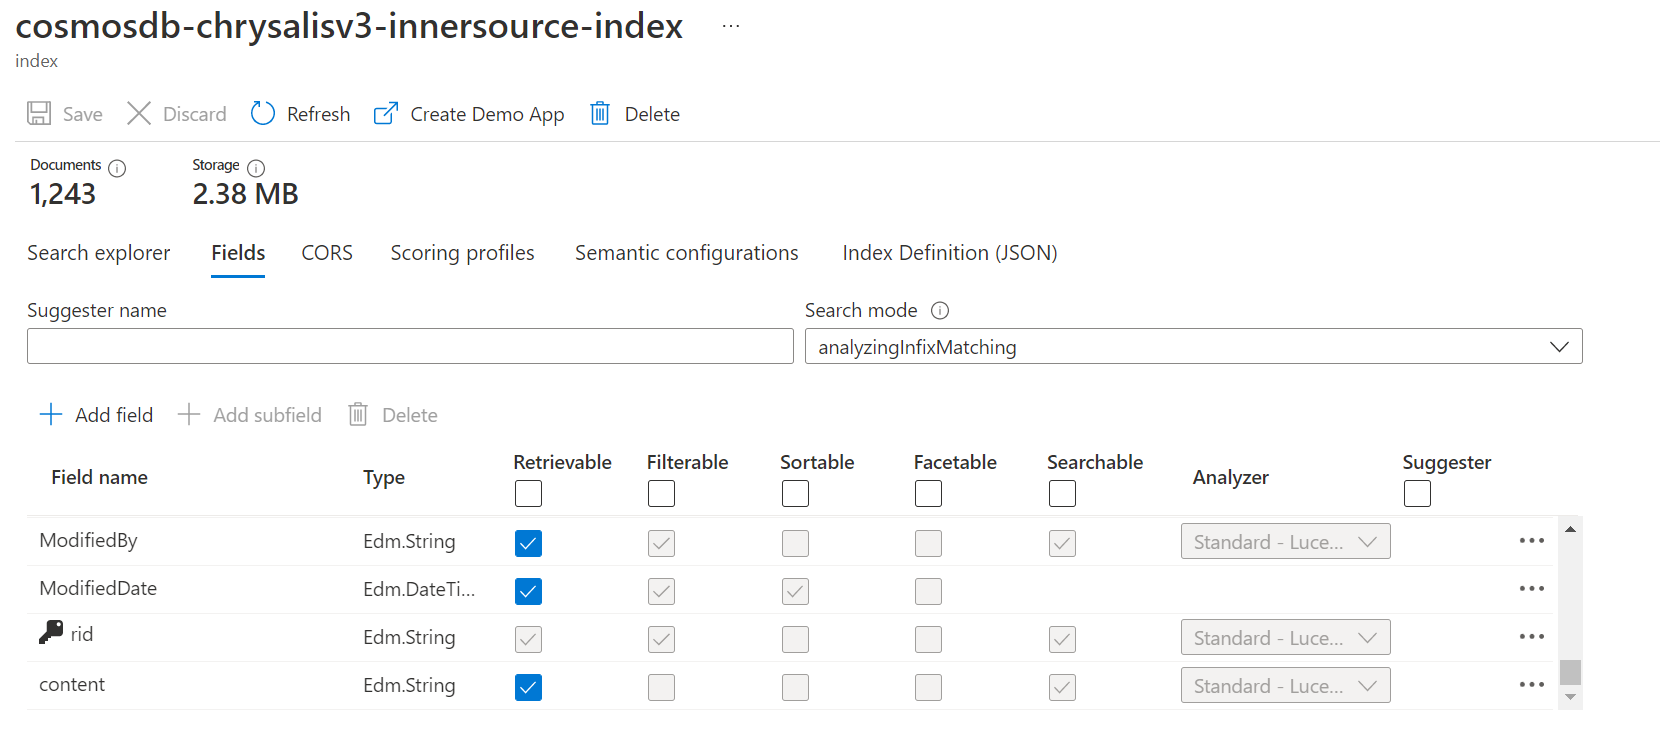 cosmosdb-chrysalisv3-innersource-index ...
index
Save Discard Refresh Create Demo App Delete
Documents Storage
1,243 2.38 MB
Search explorer Fields CORS Scoring profiles Semantic configurations Index Definition (JSON)
Suggester name Search mode
analyzingInfixMatching
Add field Add subfield Delete
Field name Type Retrievable Filterable Sortable Facetable Searchable Analyzer Suggester
ModifiedBy Edm.String Standard - Luce...
ModifiedDate Edm.DateTi...
rid Edm.String Standard - Luce...
content Edm.String Standard - Luce...